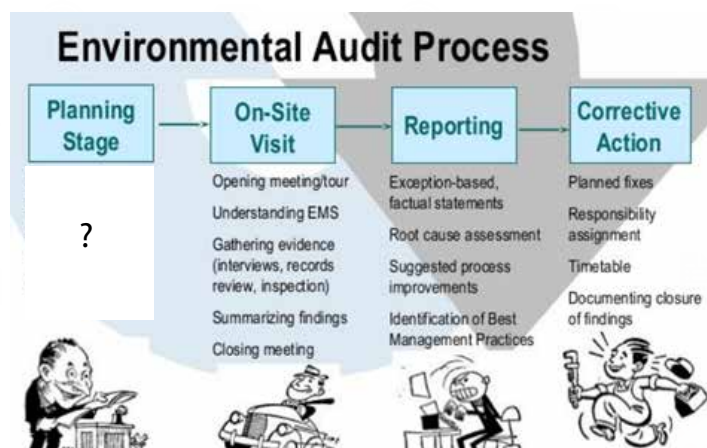 Environmental Audit Process
Planning
Stage
?
On-Site
Visit
Opening meeting/tour
Understanding EMS
Gathering evidence
(interviews, records
review, inspection)
Summarizing findings
Closing meeting
Reporting
Exception-based,
factual statements
Root cause assessment
Suggested process
improvements
Identification of Best
Management Practices
Corrective
Action
Planned fixes
Responsibility
assignment
Timetable
Documenting closure
of findings